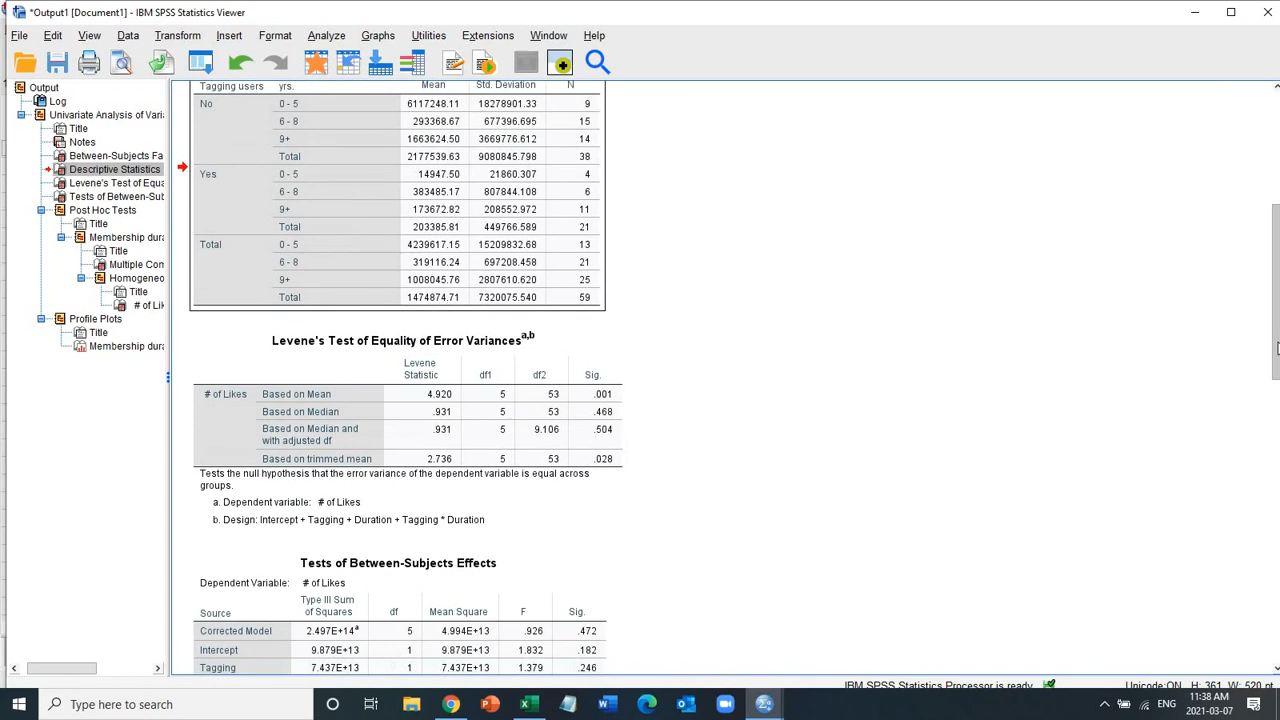 *Output1 [Document1] - IBM SPSS Statistics Viewer
File Edit View Data Transform Insert Format Analyze Graphs Utilities Extensions Window Help
Output
Log
Univariate Analysis of Varia
Title
Notes
Between-Subjects Fa
Descriptive Statistics
Levene's Test of Equa
Tests of Between-Sub
Post Hoc Tests
Title
Membership dura
Title
Multiple Com
Homogeneo
Title
# of Lik
Profile Plots
Title
Membership dura
Tagging users yrs. Mean Std. Deviation N
No 0 - 5 6117248.11 18278901.33 9
6 - 8 293368.67 677396.695 15
9+ 1663624.50 3669776.612 14
Total 2177539.63 9080845.798 38
Yes 0 - 5 14947.50 21860.307 4
6 - 8 383485.17 807844.108 6
9+ 173672.82 208552.972 11
Total 203385.81 449766.589 21
Total 0 - 5 4239617.15 15209832.68 13
6 - 8 319116.24 697208.458 21
9+ 1008045.76 2807610.620 25
Total 1474874.71 7320075.540 59
Levene's Test of Equality of Error Variancesa,b
Levene
Statistic df1 df2 Sig.
# of Likes Based on Mean 4.920 5 53 .001
Based on Median .931 5 53 .468
Based on Median and
with adjusted df .931 5 9.106 .504
Based on trimmed mean 2.736 5 53 .028
Tests the null hypothesis that the error variance of the dependent variable is equal across
groups.
a. Dependent variable: # of Likes
b. Design: Intercept + Tagging + Duration + Tagging * Duration
Tests of Between-Subjects Effects
Dependent Variable: # of Likes
Source Type III Sum
of Squares df Mean Square F Sig.
Corrected Model 2.497E+14a 5 4.994E+13 .926 .472
Intercept 9.879E+13 1 9.879E+13 1.832 .182
Tagging 7.437E+13 1 7.437E+13 1.379 .246
IBM SPSS Statistics Processor is ready Unicode:ON H: 361, W: 520 pt.
Type here to search
ENG
11:38 AM
2021-03-07